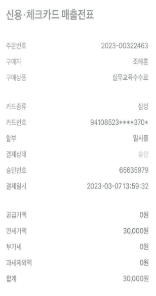 신용·체크카드 매출전표
주문번호 2023-00322463
구매자 조해훈
구매상품 실무교육수수료
카드종류 삼성
카드번호 94108523****370*
할부 일시불
결제상태 승인
승인번호 65635879
결제일시 2023-03-07 13:59:32
공급가액 0원
면세가액 30,000원
부가세 0원
과세제외액 0원
합계 30,000원